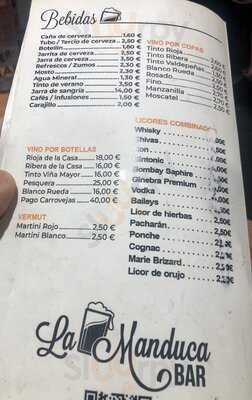 Bebidas
Caña de cerveza 1,60 €
Tubo / Tercio de cerveza 2,50 €
Botellín 1,60 €
Jarrita de cerveza 2,50 €
Jarra de cerveza 3,50 €
Refrescos / Zumos 2,30 €
Mosto 2,30 €
Agua Mineral 1,30 €
Tinto de verano 3,50 €
Jarra de sangría 14,00 €
Cafés / Infusiones 1,50 €
Carajillo 2,00 €
VINO POR BOTELLAS
Rioja de la Casa 18,00 €
Ribera de la Casa 16,00 €
Tinto Viña Mayor 16,00 €
Pesquera 25,00 €
Blanco Rueda 16,00 €
Pago Carrovejas 40,00 €
VERMUT
Martini Rojo 2,50 €
Martini Blanco 2,50 €
VINO POR COPAS
Tinto Rioja
Tinto Ribera
Tinto Valdepeñas
Blanco Rueda
Rosado
Fino
Manzanilla
Moscatel
LICORES COMBINADOS
Whisky
Chivas
Gintonic
Bombay Saphire
Ginebra Premium
Vodka
Baileys
Licor de hierbas
Pacharán
Ponche
Cognac
Marie Brizard
Licor de orujo
La Manduca
BAR